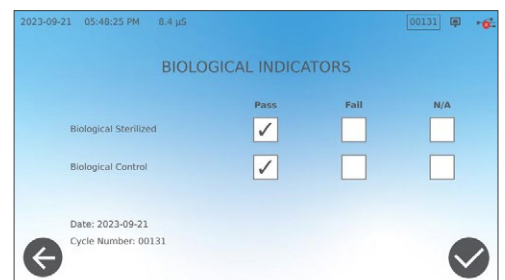 2023-09-21 05:48:25 PM 8.4 µS 00131
BIOLOGICAL INDICATORS
Pass Fail N/A
Biological Sterilized
Biological Control
Date: 2023-09-21
Cycle Number: 00131